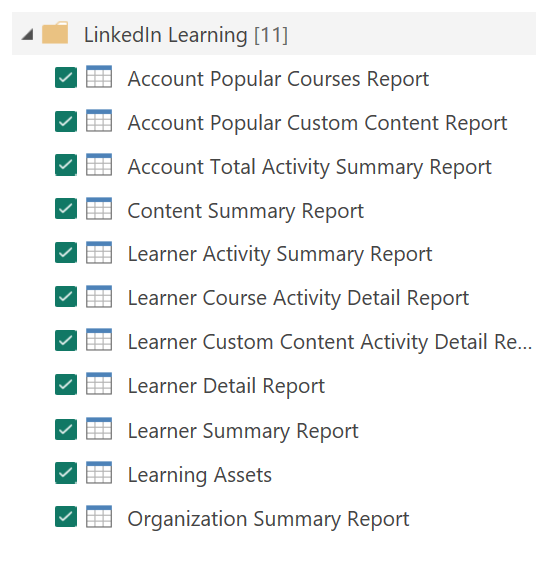 LinkedIn Learning [11]
Account Popular Courses Report
Account Popular Custom Content Report
Account Total Activity Summary Report
Content Summary Report
Learner Activity Summary Report
Learner Course Activity Detail Report
Learner Custom Content Activity Detail Re...
Learner Detail Report
Learner Summary Report
Learning Assets
Organization Summary Report